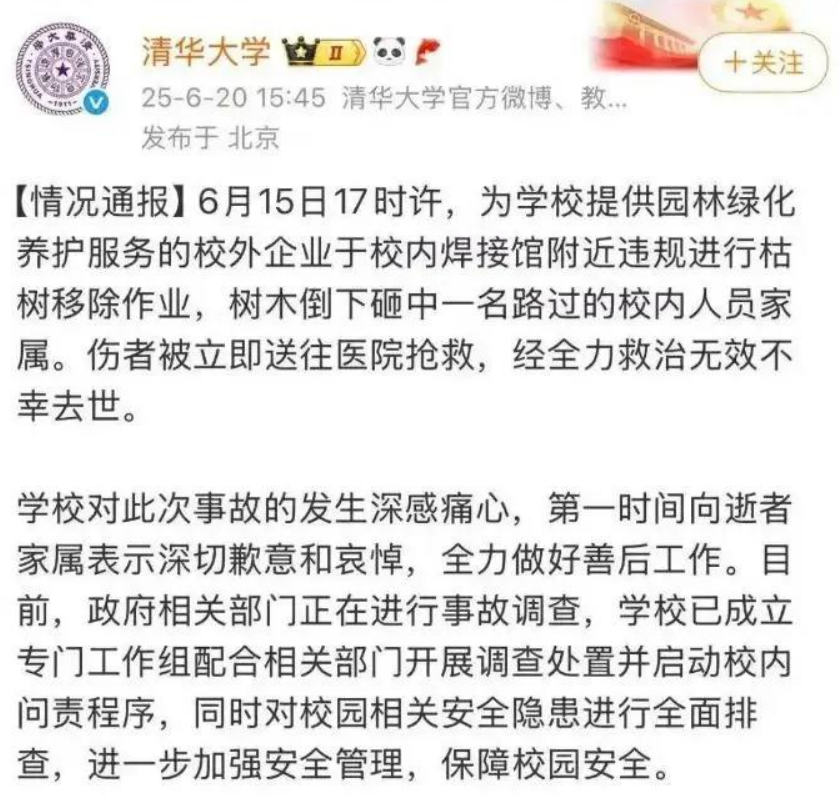 清华大学 II
+关注
25-6-20 15:45 清华大学官方微博、教...
发布于 北京
【情况通报】6月15日17时许，为学校提供园林绿化
养护服务的校外企业于校内焊接馆附近违规进行枯
树移除作业，树木倒下砸中一名路过的校内人员家
属。伤者被立即送往医院抢救，经全力救治无效不
幸去世。
学校对此次事故的发生深感痛心，第一时间向逝者
家属表示深切歉意和哀悼，全力做好善后工作。目
前，政府相关部门正在进行事故调查，学校已成立
专门工作组配合相关部门开展调查处置并启动校内
问责程序，同时对校园相关安全隐患进行全面排
查，进一步加强安全管理，保障校园安全。